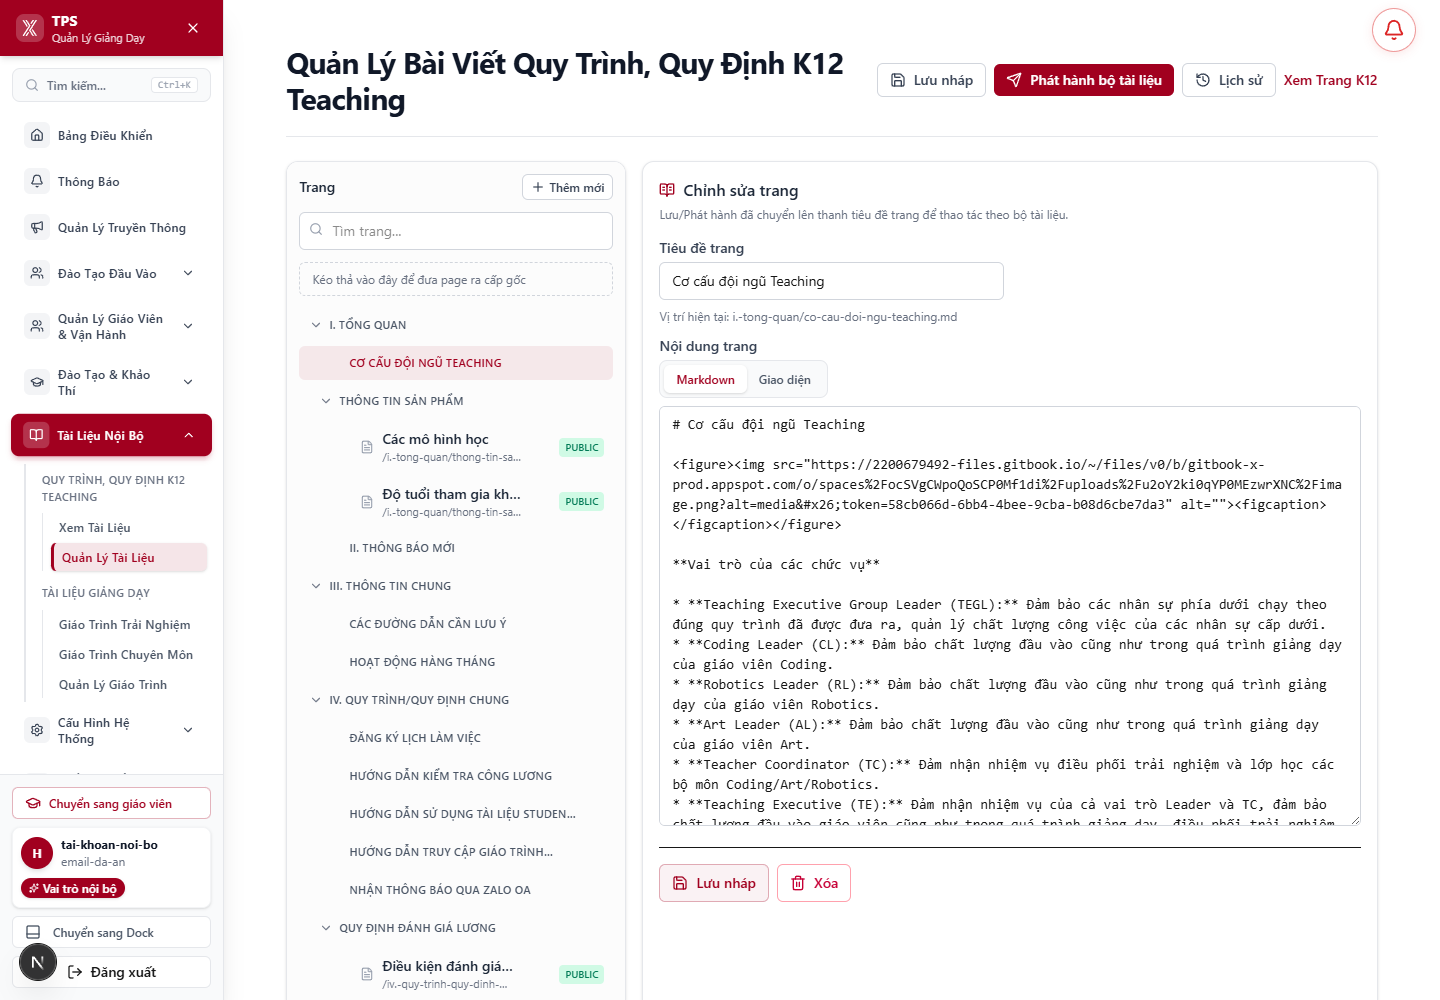 TPS
Quản Lý Giảng Dạy
Tìm kiếm...
Ctrl+K
Bảng Điều Khiển
Thông Báo
Quản Lý Truyền Thông
Đào Tạo Đầu Vào
Quản Lý Giáo Viên
& Vận Hành
Đào Tạo & Khảo
Thí
Tài Liệu Nội Bộ
QUY TRÌNH, QUY ĐỊNH K12
TEACHING
Xem Tài Liệu
Quản Lý Tài Liệu
TÀI LIỆU GIẢNG DẠY
Giáo Trình Trải Nghiệm
Giáo Trình Chuyên Môn
Quản Lý Giáo Trình
Cấu Hình Hệ
Thống
Chuyển sang giáo viên
H
tai-khoan-noi-bo
email-da-an
Vai trò nội bộ
Chuyển sang Dock
N
Đăng xuất
Quản Lý Bài Viết Quy Trình, Quy Định K12
Teaching
Lưu nháp
Phát hành bộ tài liệu
Lịch sử
Xem Trang K12
Trang
Thêm mới
Tìm trang...
Kéo thả vào đây để đưa page ra cấp gốc
I. TỔNG QUAN
CƠ CẤU ĐỘI NGŨ TEACHING
THÔNG TIN SẢN PHẨM
Các mô hình học
/i.-tong-quan/thong-tin-sa...
PUBLIC
Độ tuổi tham gia kh...
/i.-tong-quan/thong-tin-sa...
PUBLIC
II. THÔNG BÁO MỚI
III. THÔNG TIN CHUNG
CÁC ĐƯỜNG DẪN CẦN LƯU Ý
HOẠT ĐỘNG HÀNG THÁNG
IV. QUY TRÌNH/QUY ĐỊNH CHUNG
ĐĂNG KÝ LỊCH LÀM VIỆC
HƯỚNG DẪN KIỂM TRA CÔNG LƯƠNG
HƯỚNG DẪN SỬ DỤNG TÀI LIỆU STUDEN...
HƯỚNG DẪN TRUY CẬP GIÁO TRÌNH...
NHẬN THÔNG BÁO QUA ZALO OA
QUY ĐỊNH ĐÁNH GIÁ LƯƠNG
Điều kiện đánh giá...
/iv.-quy-trinh-quy-dinh-...
PUBLIC
Chỉnh sửa trang
Lưu/Phát hành đã chuyển lên thanh tiêu đề trang để thao tác theo bộ tài liệu.
Tiêu đề trang
Cơ cấu đội ngũ Teaching
Vị trí hiện tại: i.-tong-quan/co-cau-doi-ngu-teaching.md
Nội dung trang
Markdown
Giao diện
# Cơ cấu đội ngũ Teaching
<figure><img src="https://2200679492-files.gitbook.io/~/files/v0/b/gitbook-x-
prod.appspot.com/o/spaces%2FocSVgCWpoQoSCP0Mf1di%2Fuploads%2Fu2oY2ki0qYP0MEzwrXNC%2Fima
ge.png?alt=media&#x26;token=58cb066d-6bb4-4bee-9cba-b08d6cbe7da3" alt=""><figcaption>
</figcaption></figure>
**Vai trò của các chức vụ**
* **Teaching Executive Group Leader (TEGL):** Đảm bảo các nhân sự phía dưới chạy theo
đúng quy trình đã được đưa ra, quản lý chất lượng công việc của các nhân sự cấp dưới.
* **Coding Leader (CL):** Đảm bảo chất lượng đầu vào cũng như trong quá trình giảng dạy
của giáo viên Coding.
* **Robotics Leader (RL):** Đảm bảo chất lượng đầu vào cũng như trong quá trình giảng
dạy của giáo viên Robotics.
* **Art Leader (AL):** Đảm bảo chất lượng đầu vào cũng như trong quá trình giảng dạy
của giáo viên Art.
* **Teacher Coordinator (TC):** Đảm nhận nhiệm vụ điều phối trải nghiệm và lớp học các
bộ môn Coding/Art/Robotics.
* **Teaching Executive (TE):** Đảm nhận nhiệm vụ của cả vai trò Leader và TC, đảm bảo
chất lượng đầu vào giáo viên cũng như trong quá trình giảng dạy, điều phối trải nghiệm
Lưu nháp
Xóa